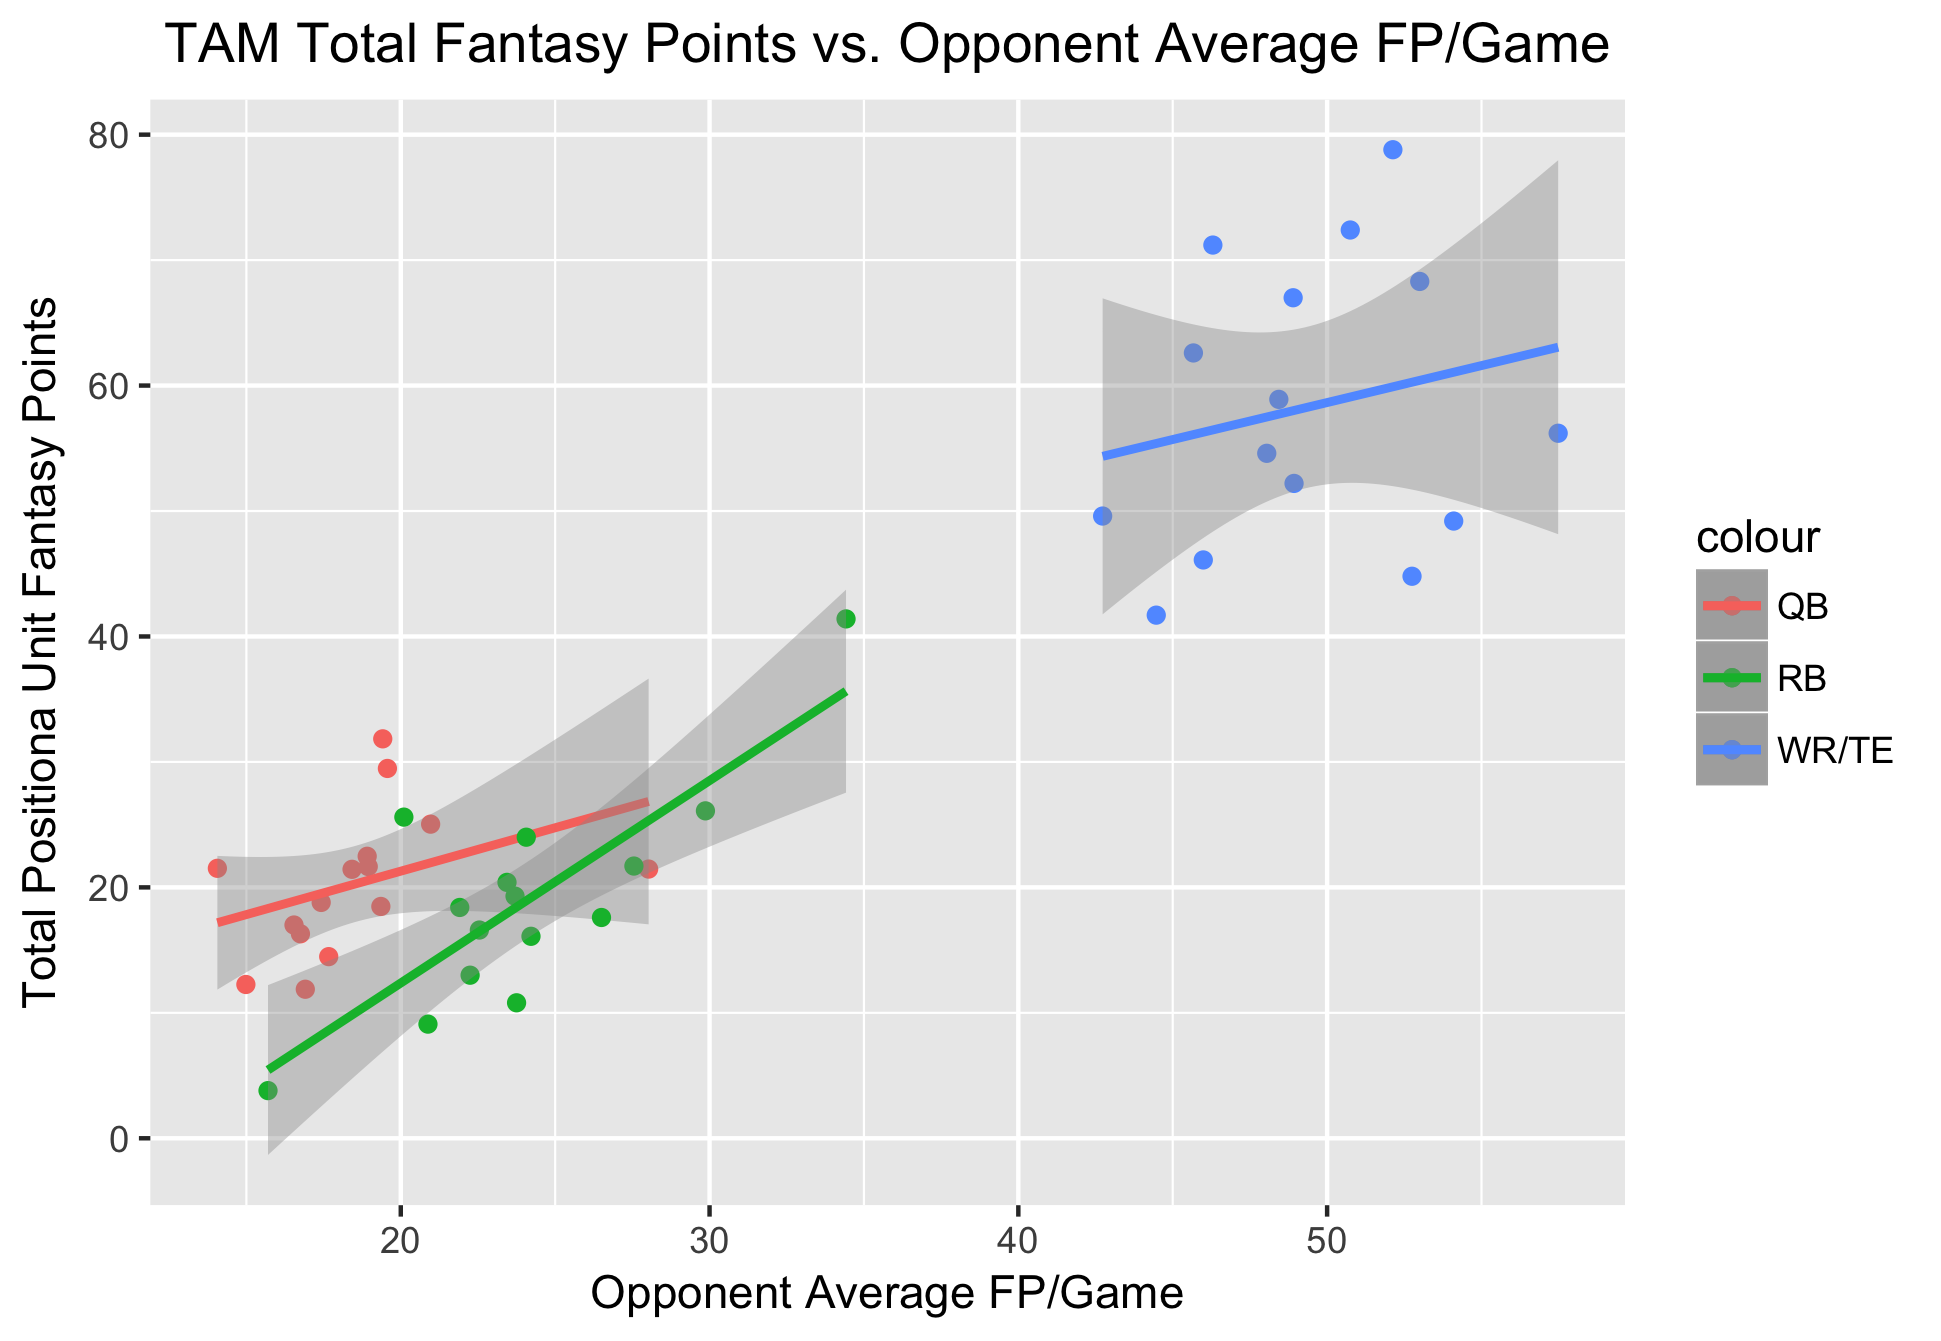 TAM Total Fantasy Points vs. Opponent Average FP/Game
Total Positiona Unit Fantasy Points
80
60
40
20
0
20 30 40 50
Opponent Average FP/Game
colour
QB
RB
WR/TE